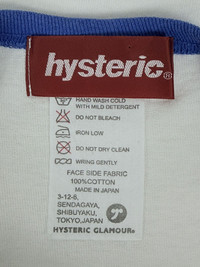 hysteric®
HAND WASH COLD
WITH MILD DETERGENT
DO NOT BLEACH
IRON LOW
DO NOT DRY CLEAN
WRING GENTLY
FACE SIDE FABRIC
100%COTTON
MADE IN JAPAN
3-12-6,
SENDAGAYA,
SHIBUYAKU,
TOKYO,JAPAN
HYSTERIC GLAMOUR®